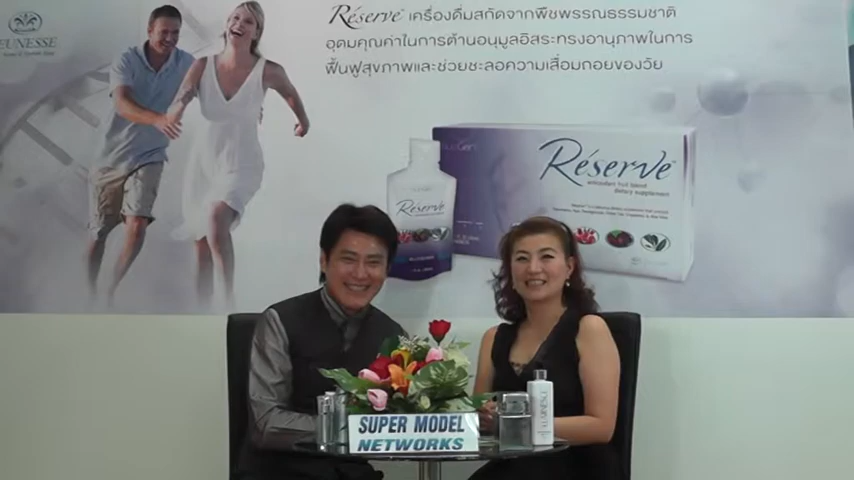 JEUNESSE
Réserve™ เครื่องดื่มสกัดจากพืชพรรณธรรมชาติ
อุดมคุณค่าในการต้านอนุมูลอิสระทรงอานุภาพในการ
ฟื้นฟูสุขภาพและช่วยชะลอความเสื่อมถอยของวัย
Réserve™
antioxidant fruit blend
dietary supplement
Réserve
SUPER MODEL
NETWORKS
LUMINESCE